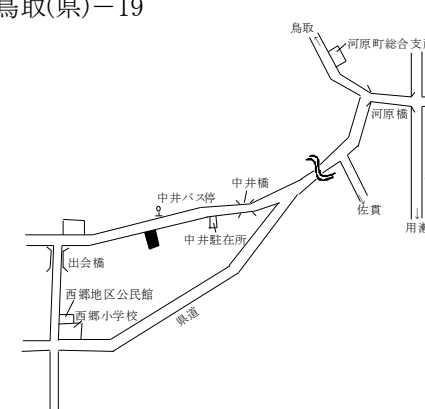 鳥取(県)－19
鳥取
河原町総合支
河原橋
中井橋
中井バス停
佐貫
用瀬
中井駐在所
出会橋
西郷地区公民館
西郷小学校
県道